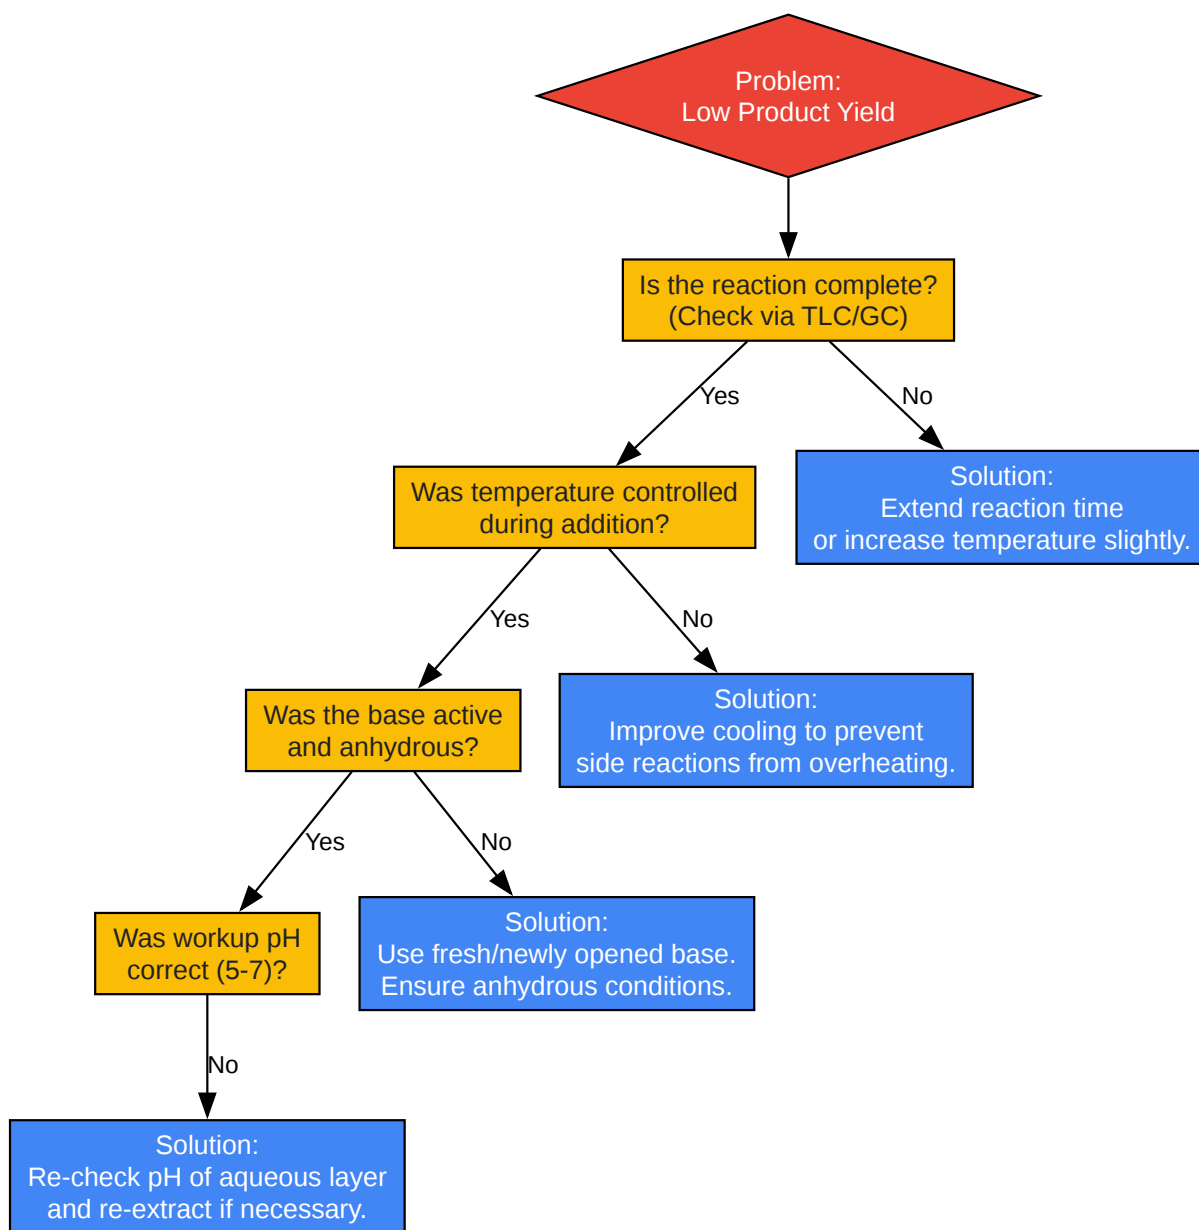 Problem:
Low Product Yield
Is the reaction complete?
(Check via TLC/GC)
Yes
No
Was temperature controlled
during addition?
Solution:
Extend reaction time
or increase temperature slightly.
Yes
No
Was the base active
and anhydrous?
Solution:
Improve cooling to prevent
side reactions from overheating.
Yes
No
Was workup pH
correct (5-7)?
Solution:
Use fresh/newly opened base.
Ensure anhydrous conditions.
No
Solution:
Re-check pH of aqueous layer
and re-extract if necessary.